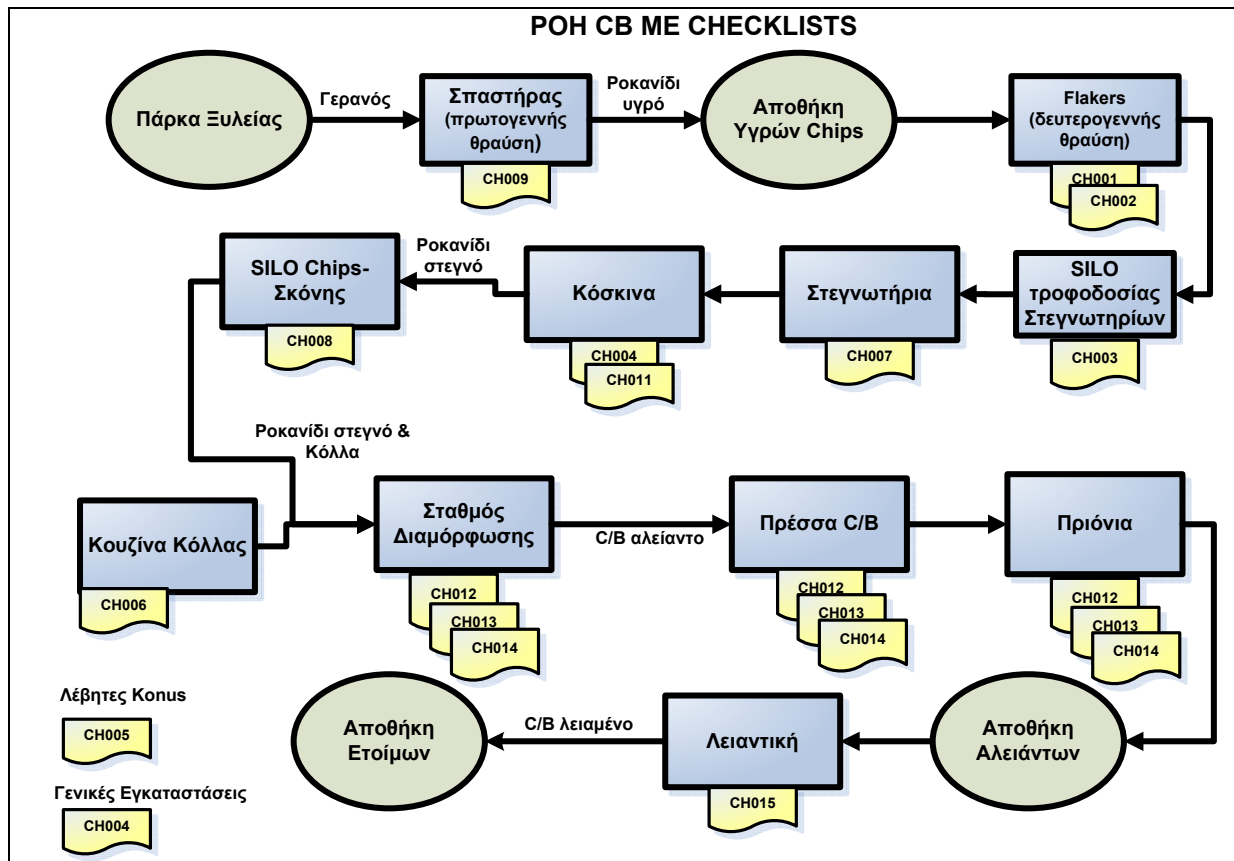 ΡΟΗ CB ΜΕ CHECKLISTS
Πάρκα Ξυλείας
Γερανός
Σπαστήρας
(πρωτογεννής
θραύση)
CH009
Ροκανίδι
υγρό
Αποθήκη
Υγρών Chips
Flakers
(δευτερογεννής
θραύση)
CH001
CH002
SILO Chips-
Σκόνης
CH008
Ροκανίδι
στεγνό
Κόσκινα
CH004
CH011
Στεγνωτήρια
CH007
SILO
τροφοδοσίας
Στεγνωτηρίων
CH003
Ροκανίδι στεγνό &
Κόλλα
Κουζίνα Κόλλας
CH006
Σταθμός
Διαμόρφωσης
CH012
CH013
CH014
C/B αλείαντο
Πρέσσα C/B
CH012
CH013
CH014
Πριόνια
CH012
CH013
CH014
Λέβητες Konus
CH005
Γενικές Εγκαταστάσεις
CH004
Αποθήκη
Ετοίμων
C/B λειαμένο
Λειαντική
CH015
Αποθήκη
Αλειάντων